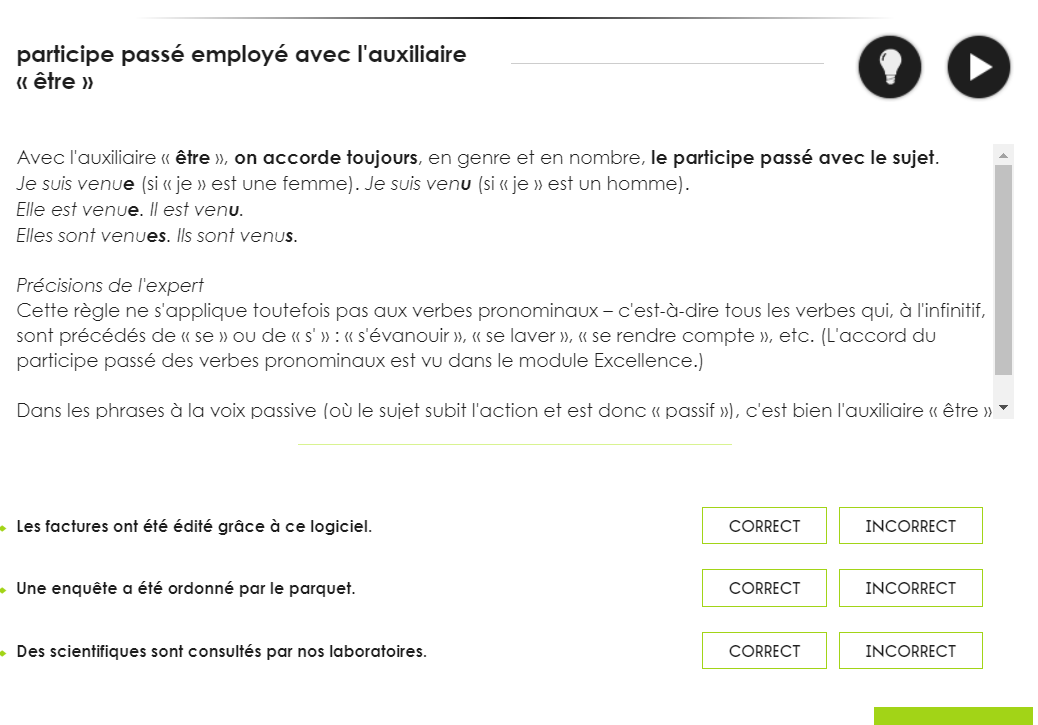 participe passé employé avec l'auxiliaire
« être »
Avec l'auxiliaire « être », on accorde toujours, en genre et en nombre, le participe passé avec le sujet.
Je suis venue (si « je » est une femme). Je suis venu (si « je » est un homme).
Elle est venue. Il est venu.
Elles sont venues. Ils sont venus.
Précisions de l'expert
Cette règle ne s'applique toutefois pas aux verbes pronominaux – c'est-à-dire tous les verbes qui, à l'infinitif,
sont précédés de « se » ou de « s' » : « s'évanouir », « se laver », « se rendre compte », etc. (L'accord du
participe passé des verbes pronominaux est vu dans le module Excellence.)
Dans les phrases à la voix passive (où le sujet subit l'action et est donc « passif »), c'est bien l'auxiliaire « être »
Les factures ont été édité grâce à ce logiciel. CORRECT INCORRECT
Une enquête a été ordonné par le parquet. CORRECT INCORRECT
Des scientifiques sont consultés par nos laboratoires. CORRECT INCORRECT